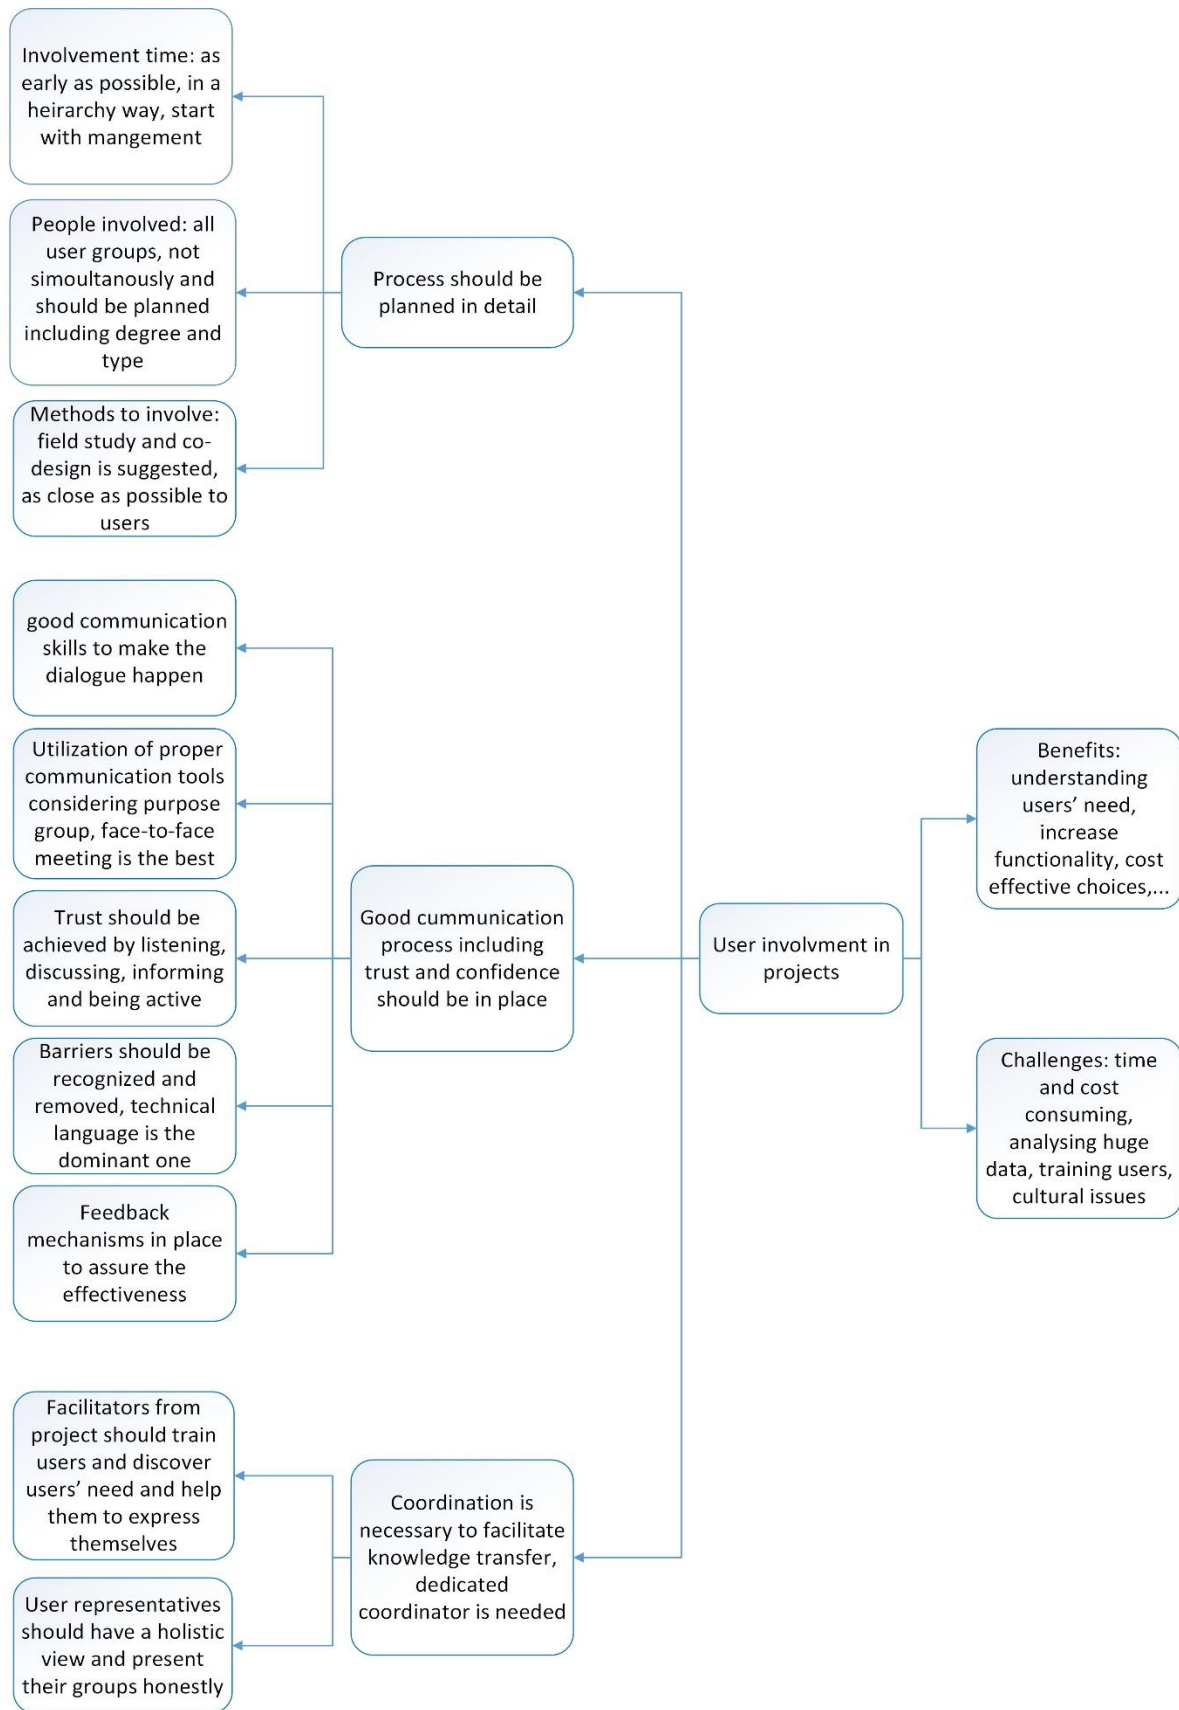 Involvement time: as
early as possible, in a
heirarchy way, start
with mangement
People involved: all
user groups, not
simoultanously and
should be planned
including degree and
type
Methods to involve:
field study and co-
design is suggested,
as close as possible to
users
Process should be
planned in detail
good communication
skills to make the
dialogue happen
Utilization of proper
communication tools
considering purpose
group, face-to-face
meeting is the best
Trust should be
achieved by listening,
discussing, informing
and being active
Barriers should be
recognized and
removed, technical
language is the
dominant one
Feedback
mechanisms in place
to assure the
effectiveness
Good cummunication
process including
trust and confidence
should be in place
Facilitators from
project should train
users and discover
users’ need and help
them to express
themselves
User representatives
should have a holistic
view and present
their groups honestly
Coordination is
necessary to facilitate
knowledge transfer,
dedicated
coordinator is needed
User involvment in
projects
Benefits:
understanding
users’ need,
increase
functionality, cost
effective choices,...
Challenges: time
and cost
consuming,
analysing huge
data, training users,
cultural issues